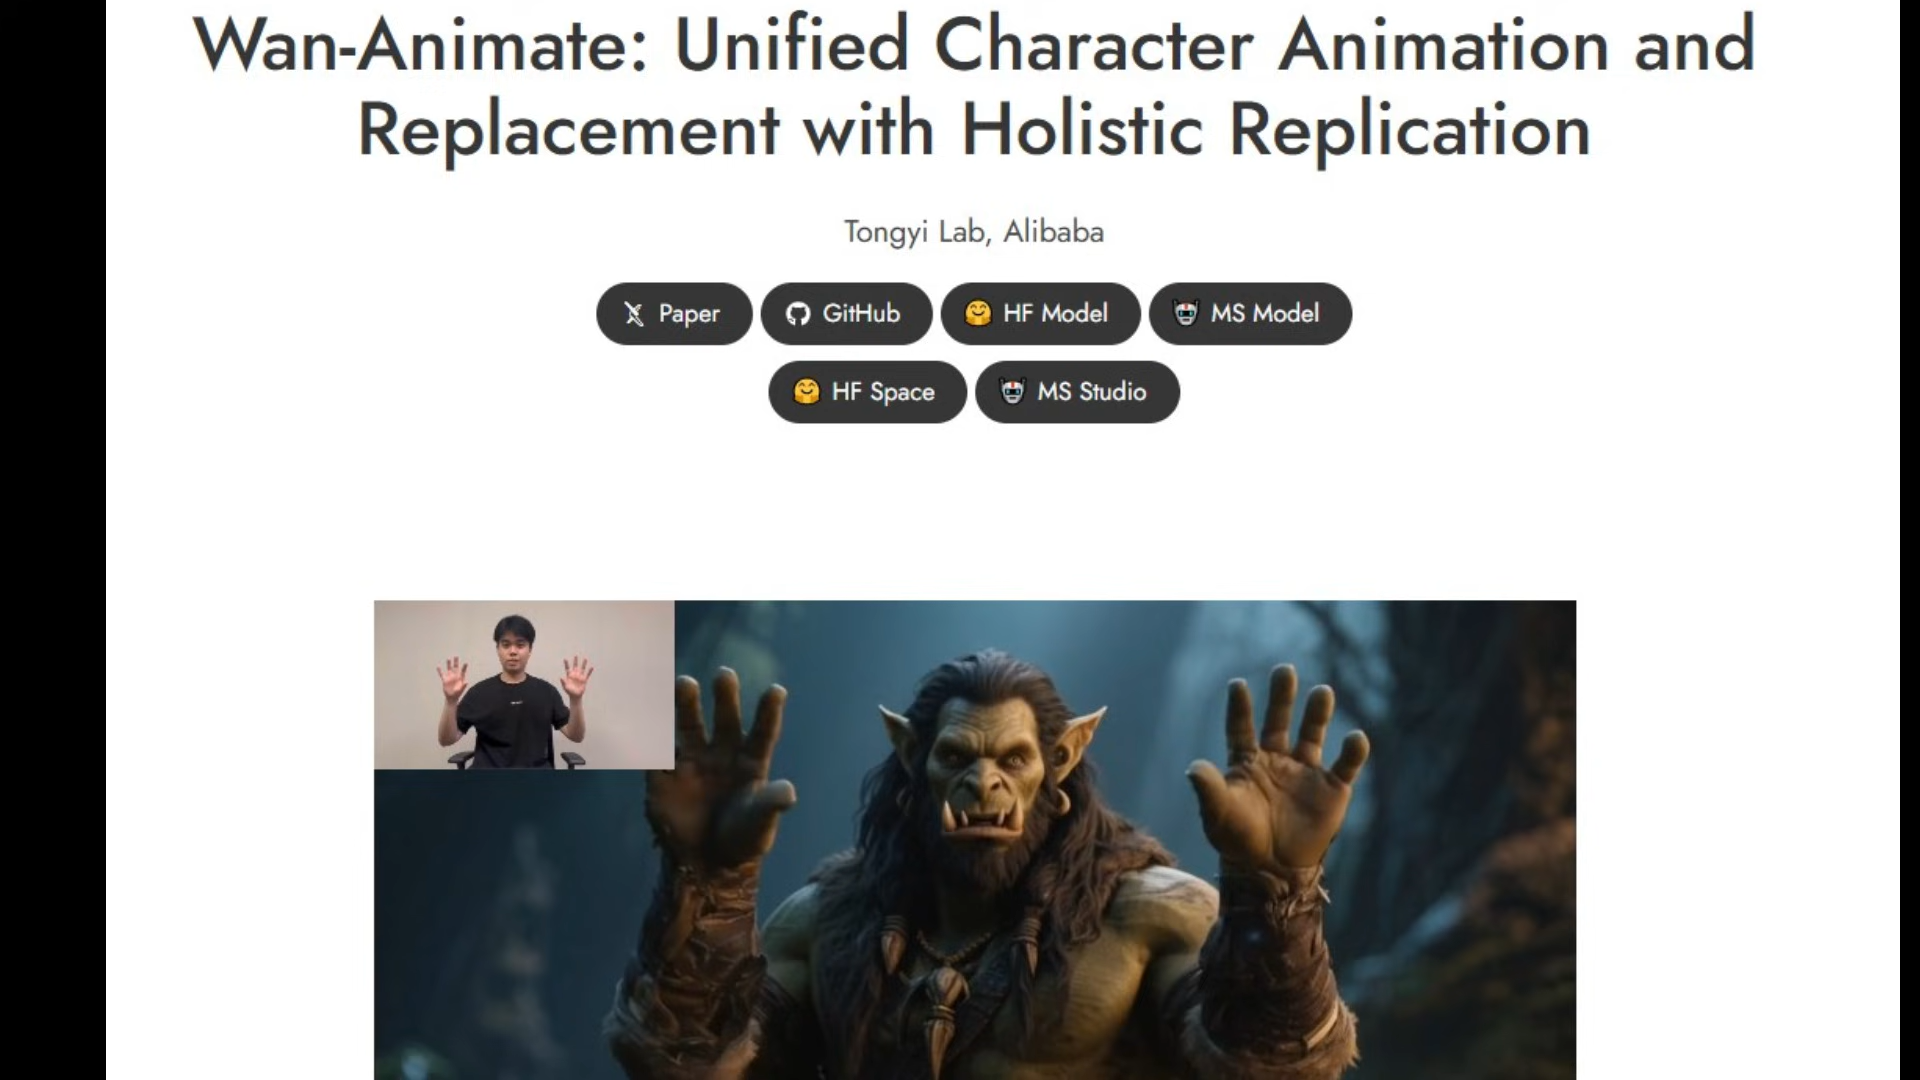 Wan-Animate: Unified Character Animation and
Replacement with Holistic Replication
Tongyi Lab, Alibaba
Paper GitHub HF Model MS Model
HF Space MS Studio